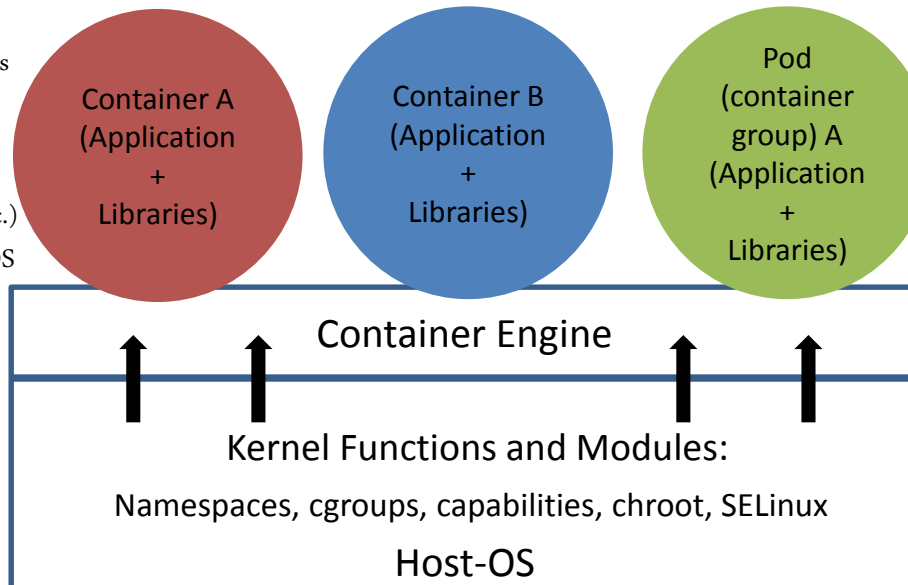 s
c.)
OS
Container A
(Application
+
Libraries)
Container B
(Application
+
Libraries)
Pod
(container
group) A
(Application
+
Libraries)
Container Engine
Kernel Functions and Modules:
Namespaces, cgroups, capabilities, chroot, SELinux
Host-OS